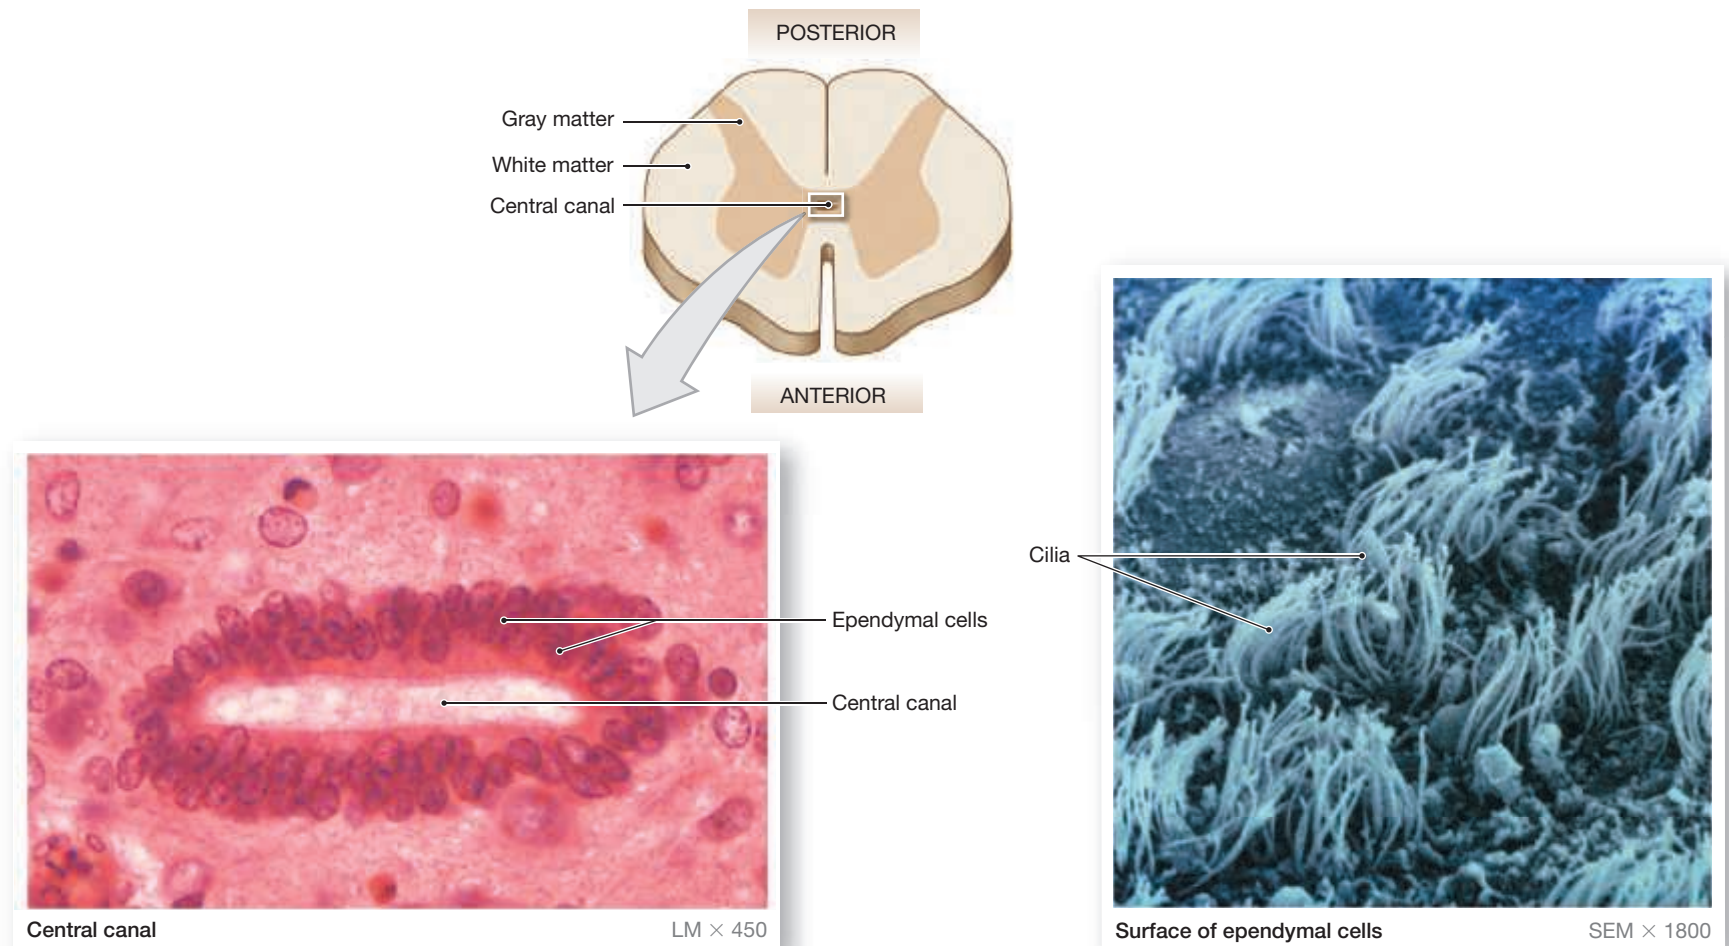 POSTERIOR
Gray matter
White matter
Central canal
ANTERIOR
Cilia
Ependymal cells
Central canal
Central canal LM × 450
Surface of ependymal cells SEM × 1800